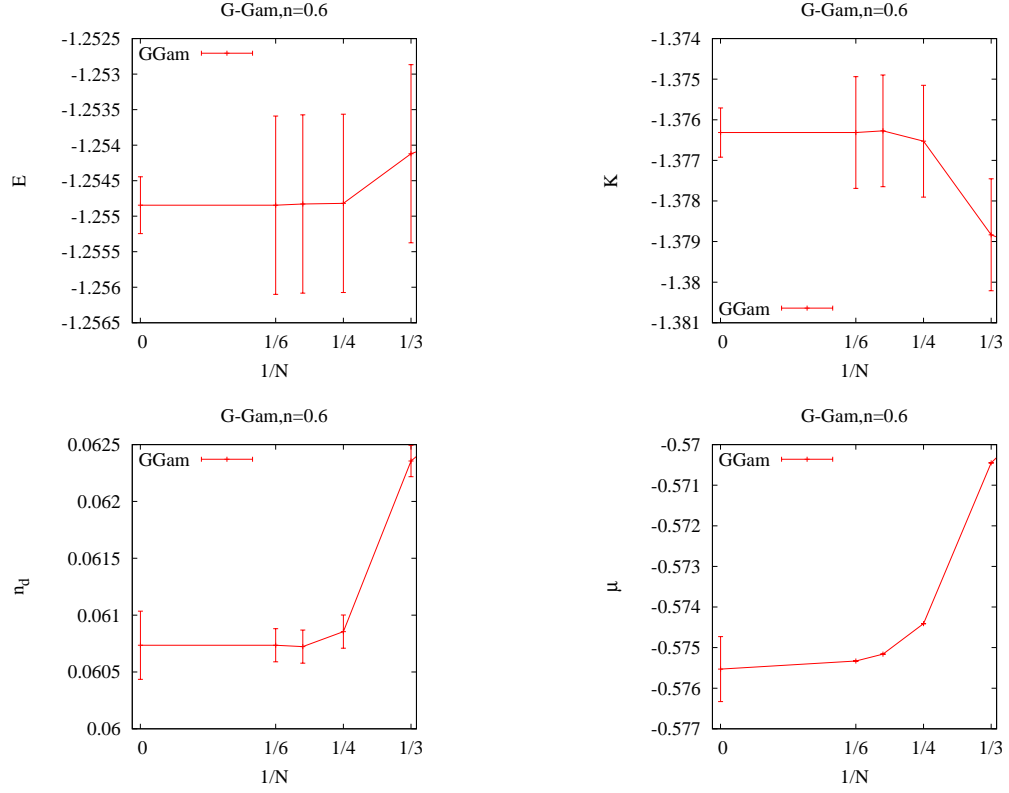 G-Gam,n=0.6
-1.2525
-1.253
-1.2535
-1.254
-1.2545
-1.255
-1.2555
-1.256
-1.2565
E
GGam
0
1/6
1/4
1/3
1/N
G-Gam,n=0.6
-1.374
-1.375
-1.376
-1.377
-1.378
-1.379
-1.38
-1.381
K
GGam
0
1/6
1/4
1/3
1/N
G-Gam,n=0.6
0.0625
0.062
0.0615
0.061
0.0605
0.06
n_d
GGam
0
1/6
1/4
1/3
1/N
G-Gam,n=0.6
-0.57
-0.571
-0.572
-0.573
-0.574
-0.575
-0.576
-0.577
μ
GGam
0
1/6
1/4
1/3
1/N